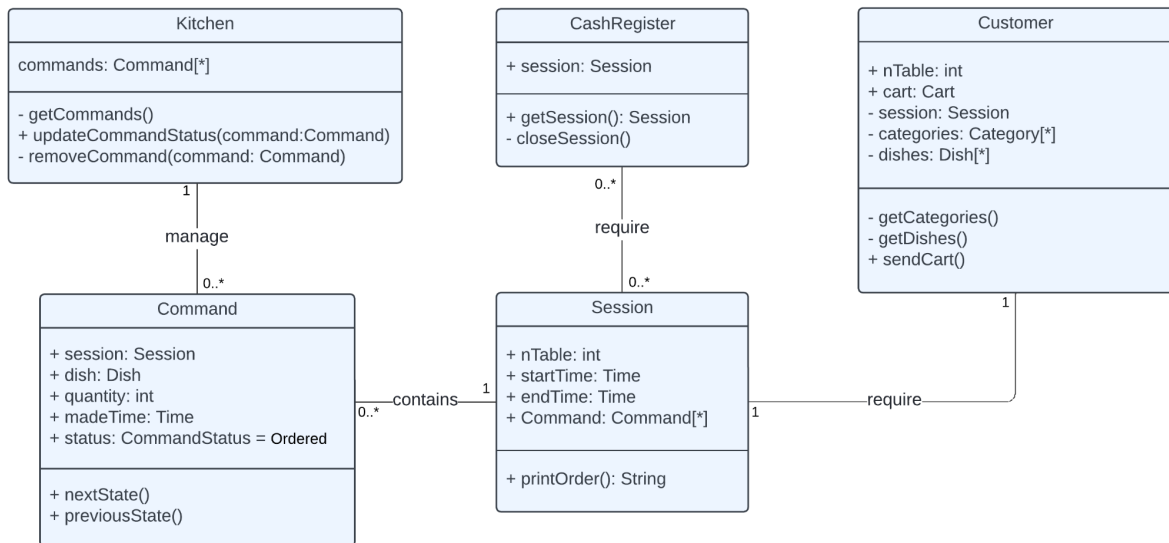 Kitchen
commands: Command[*]
- getCommands()
+ updateCommandStatus(command:Command)
- removeCommand(command: Command)
CashRegister
+ session: Session
+ getSession(): Session
- closeSession()
Customer
+ nTable: int
+ cart: Cart
- session: Session
- categories: Category[*]
- dishes: Dish[*]
- getCategories()
- getDishes()
+ sendCart()
1
manage
0..*
0..*
require
0..*
1
Command
+ session: Session
+ dish: Dish
+ quantity: int
+ madeTime: Time
+ status: CommandStatus = Ordered
+ nextState()
+ previousState()
0..*
contains
1
Session
+ nTable: int
+ startTime: Time
+ endTime: Time
+ Command: Command[*]
+ printOrder(): String
1
require